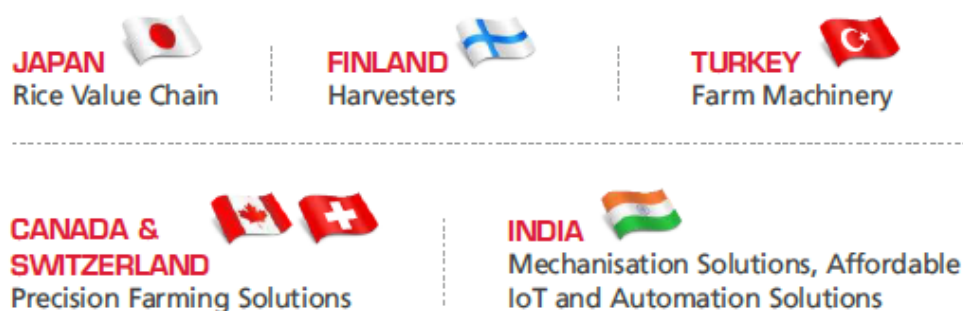 JAPAN
Rice Value Chain
FINLAND
Harvesters
TURKEY
Farm Machinery
CANADA &
SWITZERLAND
Precision Farming Solutions
INDIA
Mechanisation Solutions, Affordable
IoT and Automation Solutions